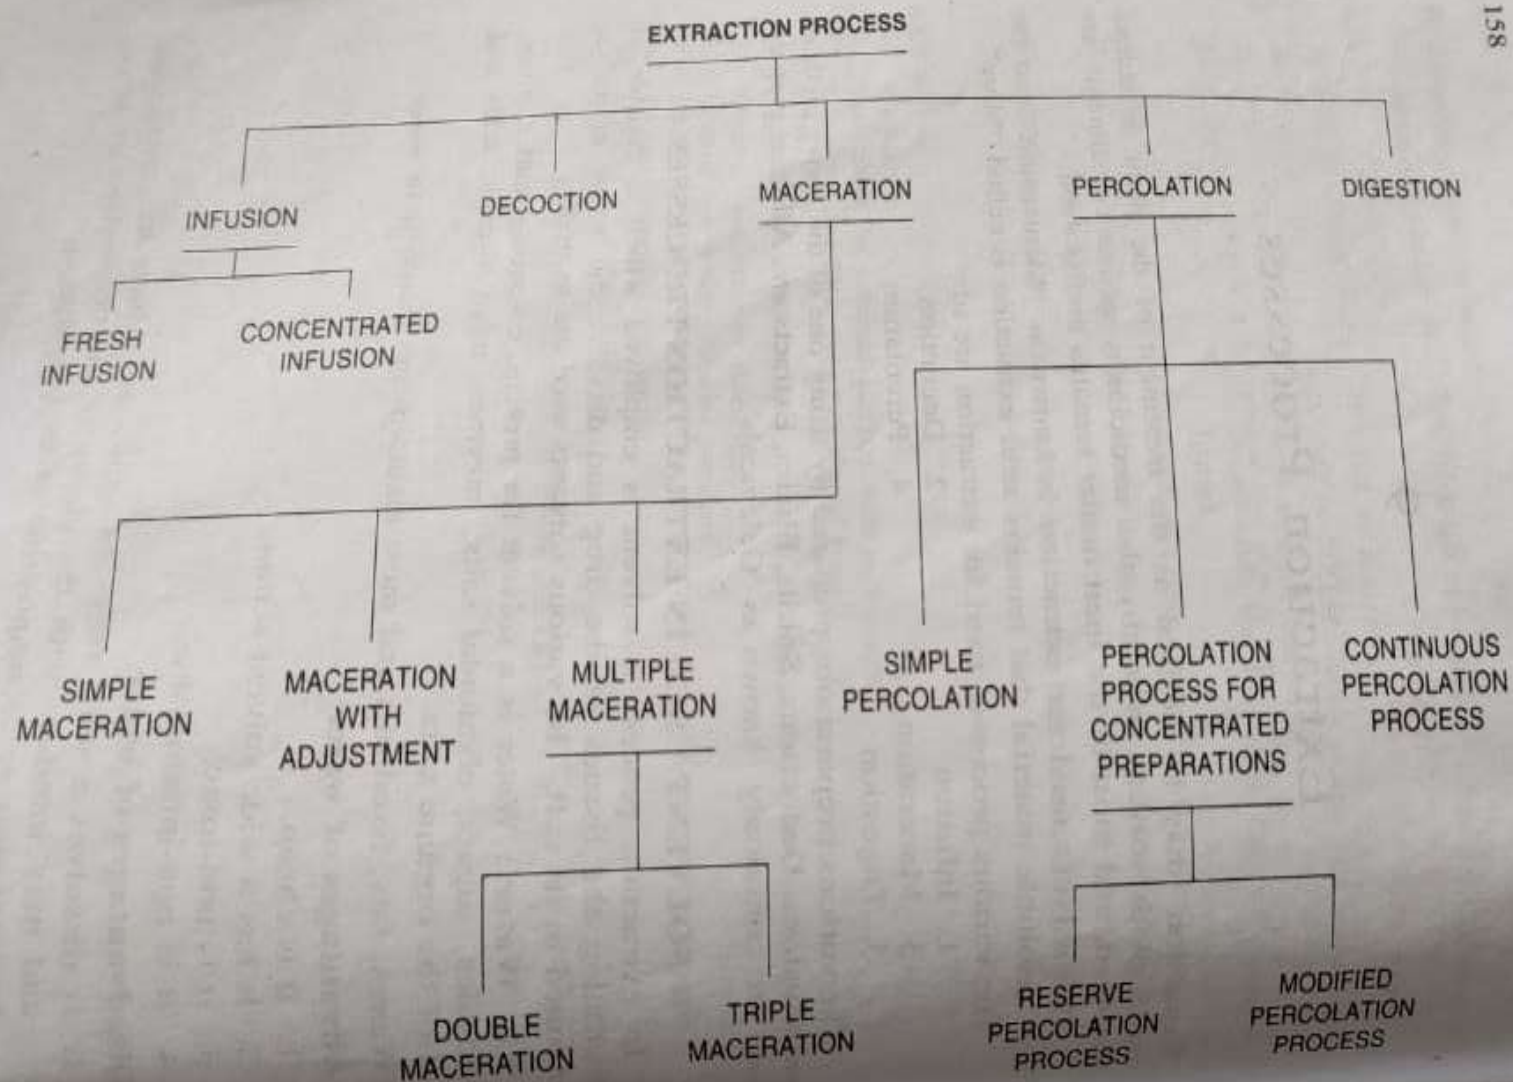 158
EXTRACTION PROCESS
INFUSION
DECOCTION
MACERATION
PERCOLATION
DIGESTION
FRESH
INFUSION
CONCENTRATED
INFUSION
SIMPLE
MACERATION
MACERATION
WITH
ADJUSTMENT
MULTIPLE
MACERATION
SIMPLE
PERCOLATION
PERCOLATION
PROCESS FOR
CONCENTRATED
PREPARATIONS
CONTINUOUS
PERCOLATION
PROCESS
DOUBLE
MACERATION
TRIPLE
MACERATION
RESERVE
PERCOLATION
PROCESS
MODIFIED
PERCOLATION
PROCESS